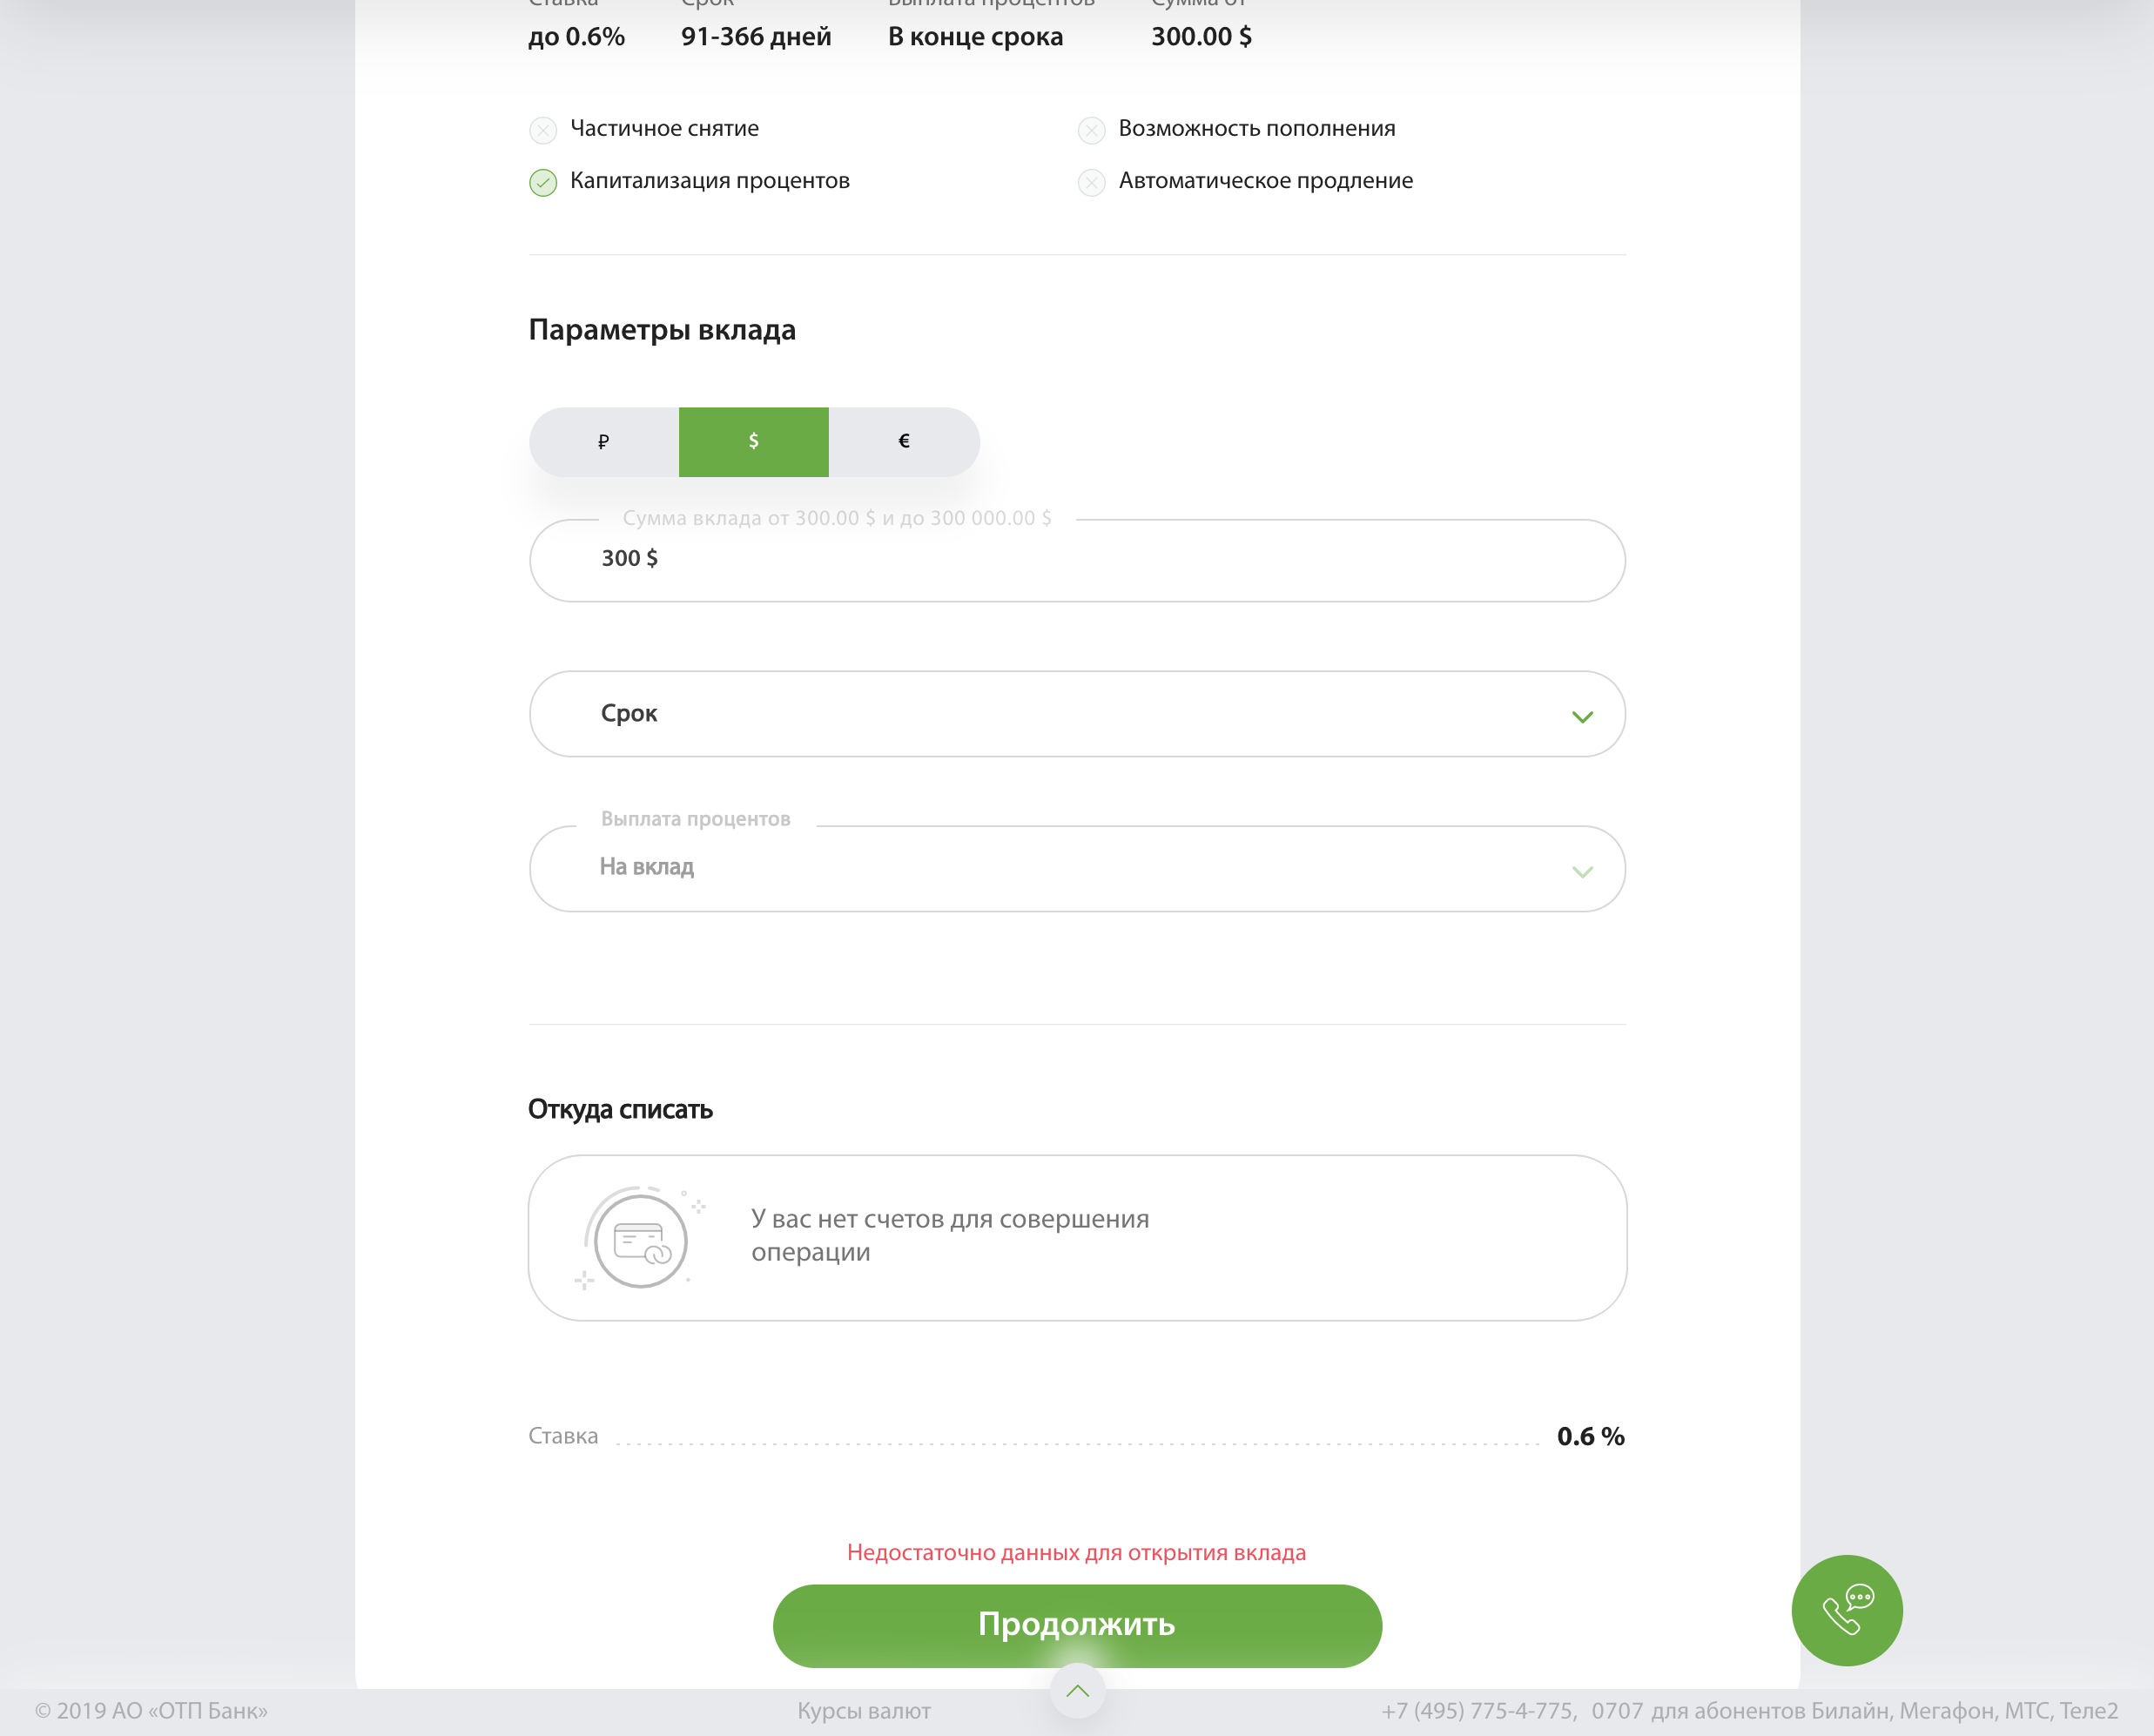 Ставка Срок Выплата процентов Сумма от
до 0.6% 91-366 дней В конце срока 300.00 $
Частичное снятие Возможность пополнения
Капитализация процентов Автоматическое продление
Параметры вклада
₽ $ €
Сумма вклада от 300.00 $ и до 300 000.00 $
300 $
Срок
Выплата процентов
На вклад
Откуда списать
У вас нет счетов для совершения
операции
Ставка 0.6 %
Недостаточно данных для открытия вклада
Продолжить
© 2019 АО «ОТП Банк» Курсы валют +7 (495) 775-4-775, 0707 для абонентов Билайн, Мегафон, МТС, Теле2